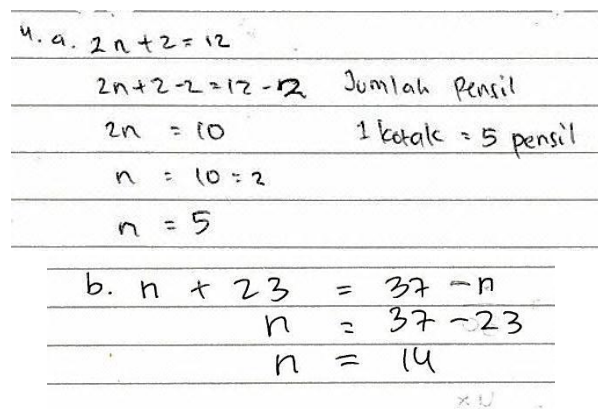 4. a. 2n + 2 = 12
2n + 2 - 2 = 12 - 2 Jumlah Pensil
2n = 10 1 kotak = 5 pensil
n = 10 : 2
n = 5
b. n + 23 = 37 - n
n = 37 - 23
n = 14